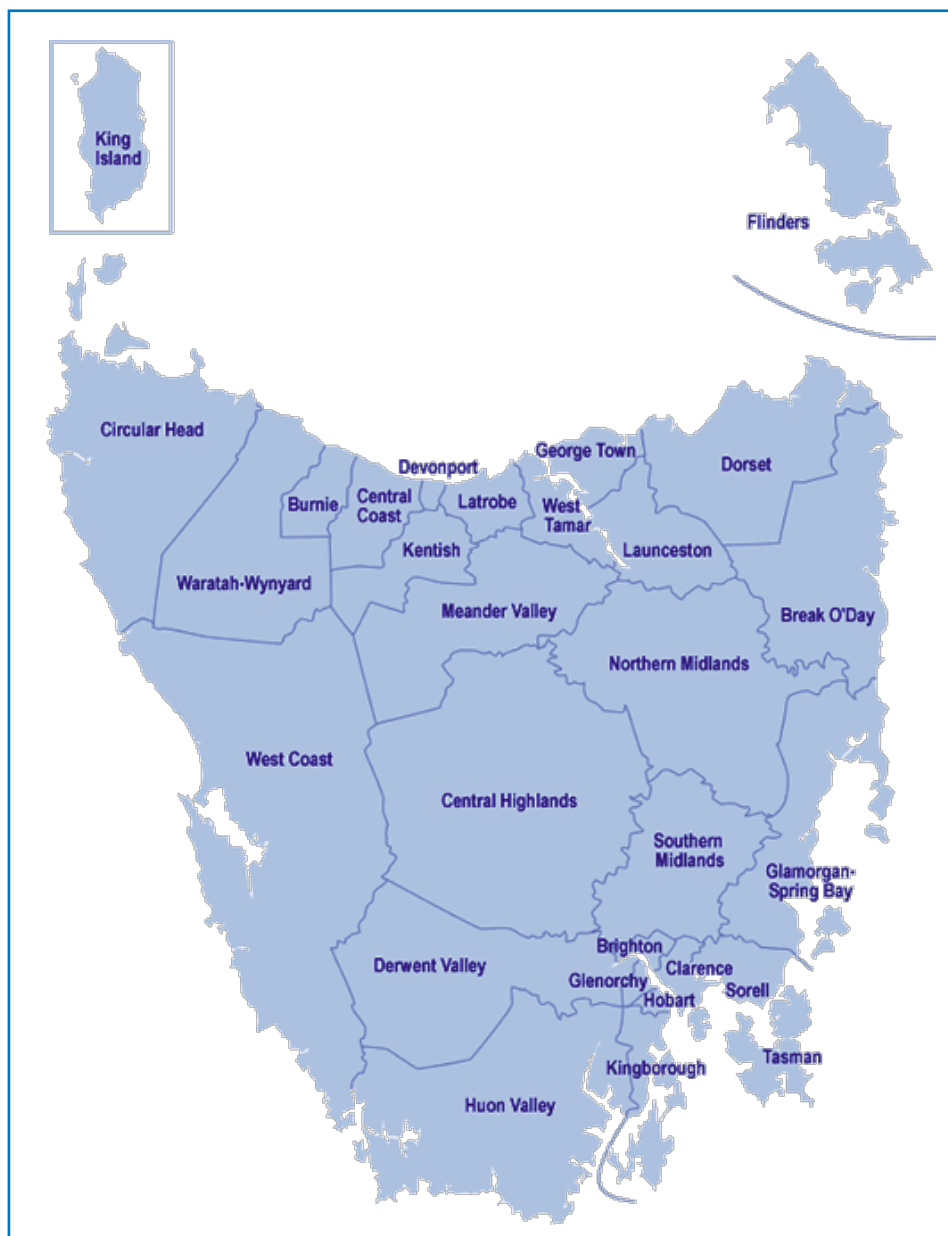 King
Island
Flinders
Circular Head
George Town
Devonport
Dorset
Burnie
Central
Coast
Latrobe
West
Tamar
Kentish
Launceston
Waratah-Wynyard
Meander Valley
Break O'Day
Northern Midlands
West Coast
Central Highlands
Southern
Midlands
Glamorgan-
Spring Bay
Brighton
Derwent Valley
Clarence
Glenorchy
Sorell
Hobart
Tasman
Kingborough
Huon Valley